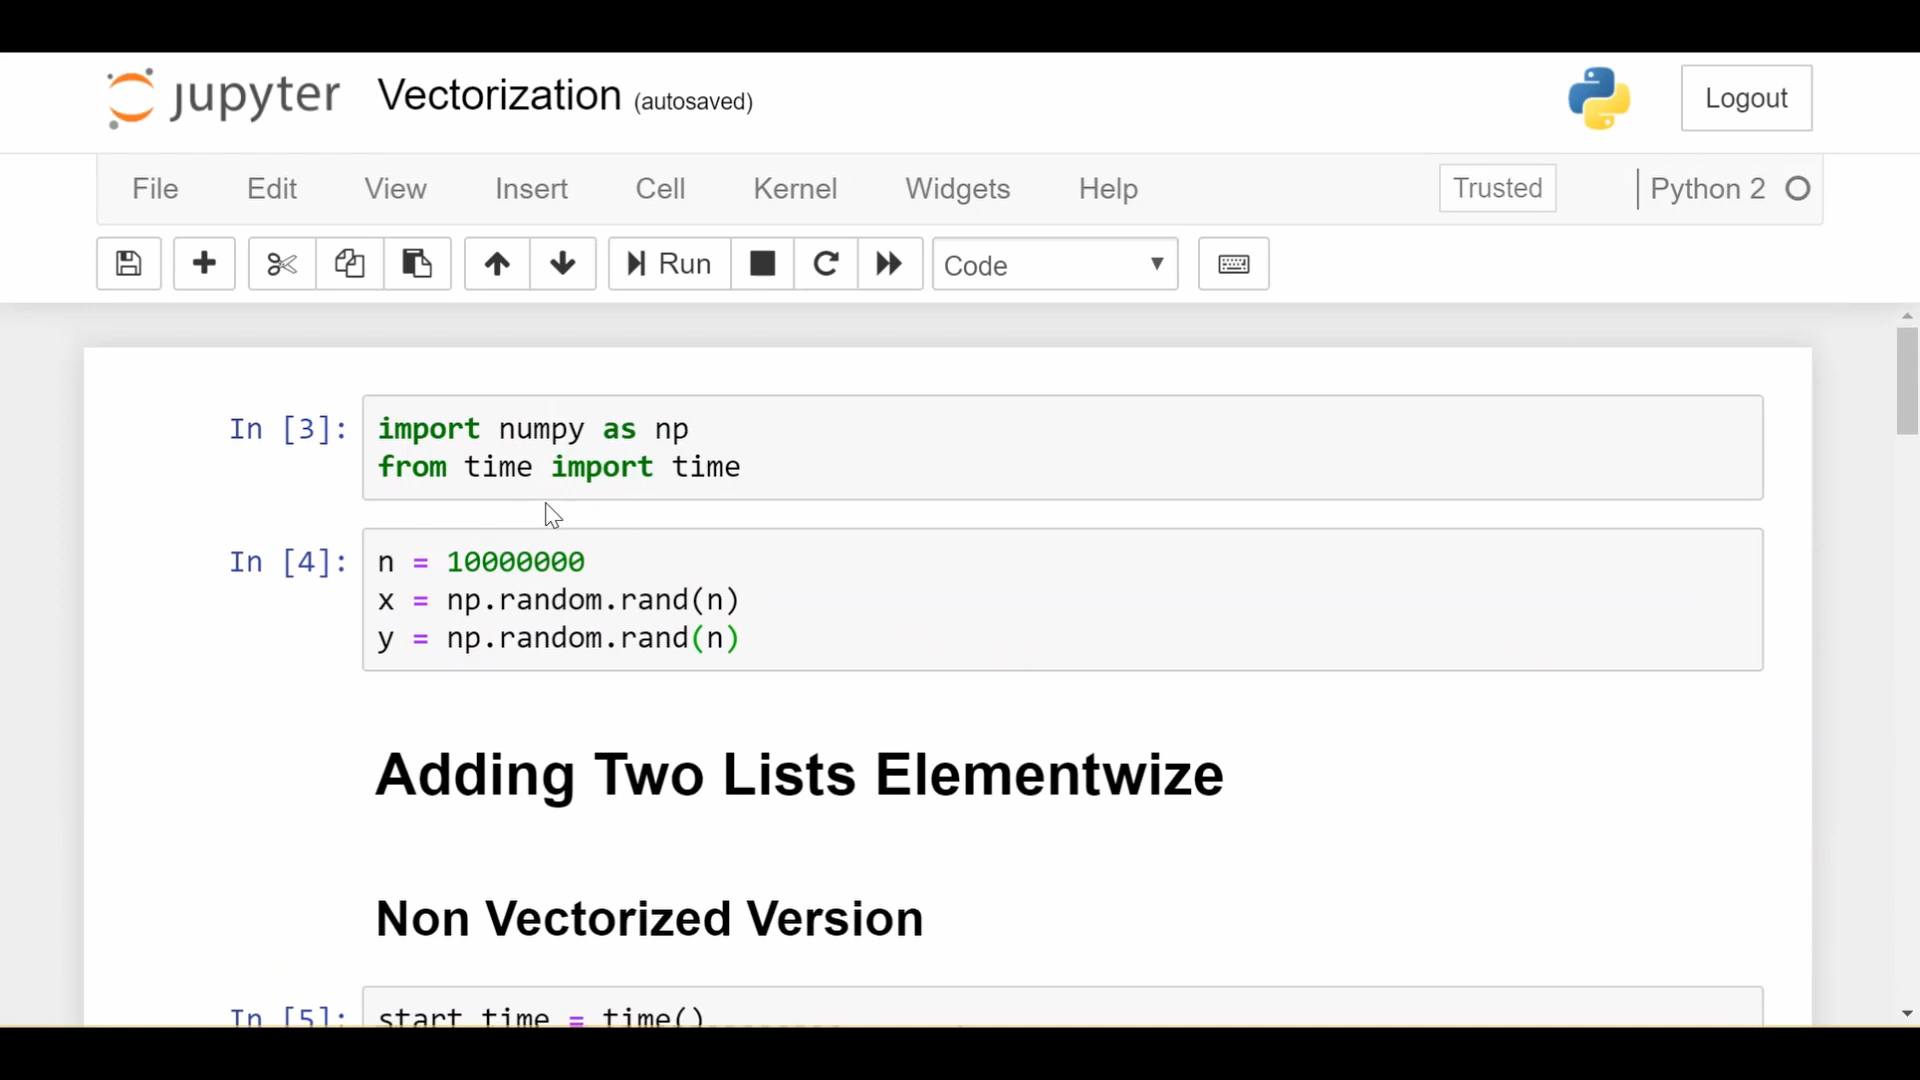 jupyter Vectorization (autosaved) Logout
File Edit View Insert Cell Kernel Widgets Help Trusted Python 2
Run Code
In [3]: import numpy as np
from time import time
In [4]: n = 10000000
x = np.random.rand(n)
y = np.random.rand(n)
Adding Two Lists Elementwize
Non Vectorized Version
In [5]: start_time = time()